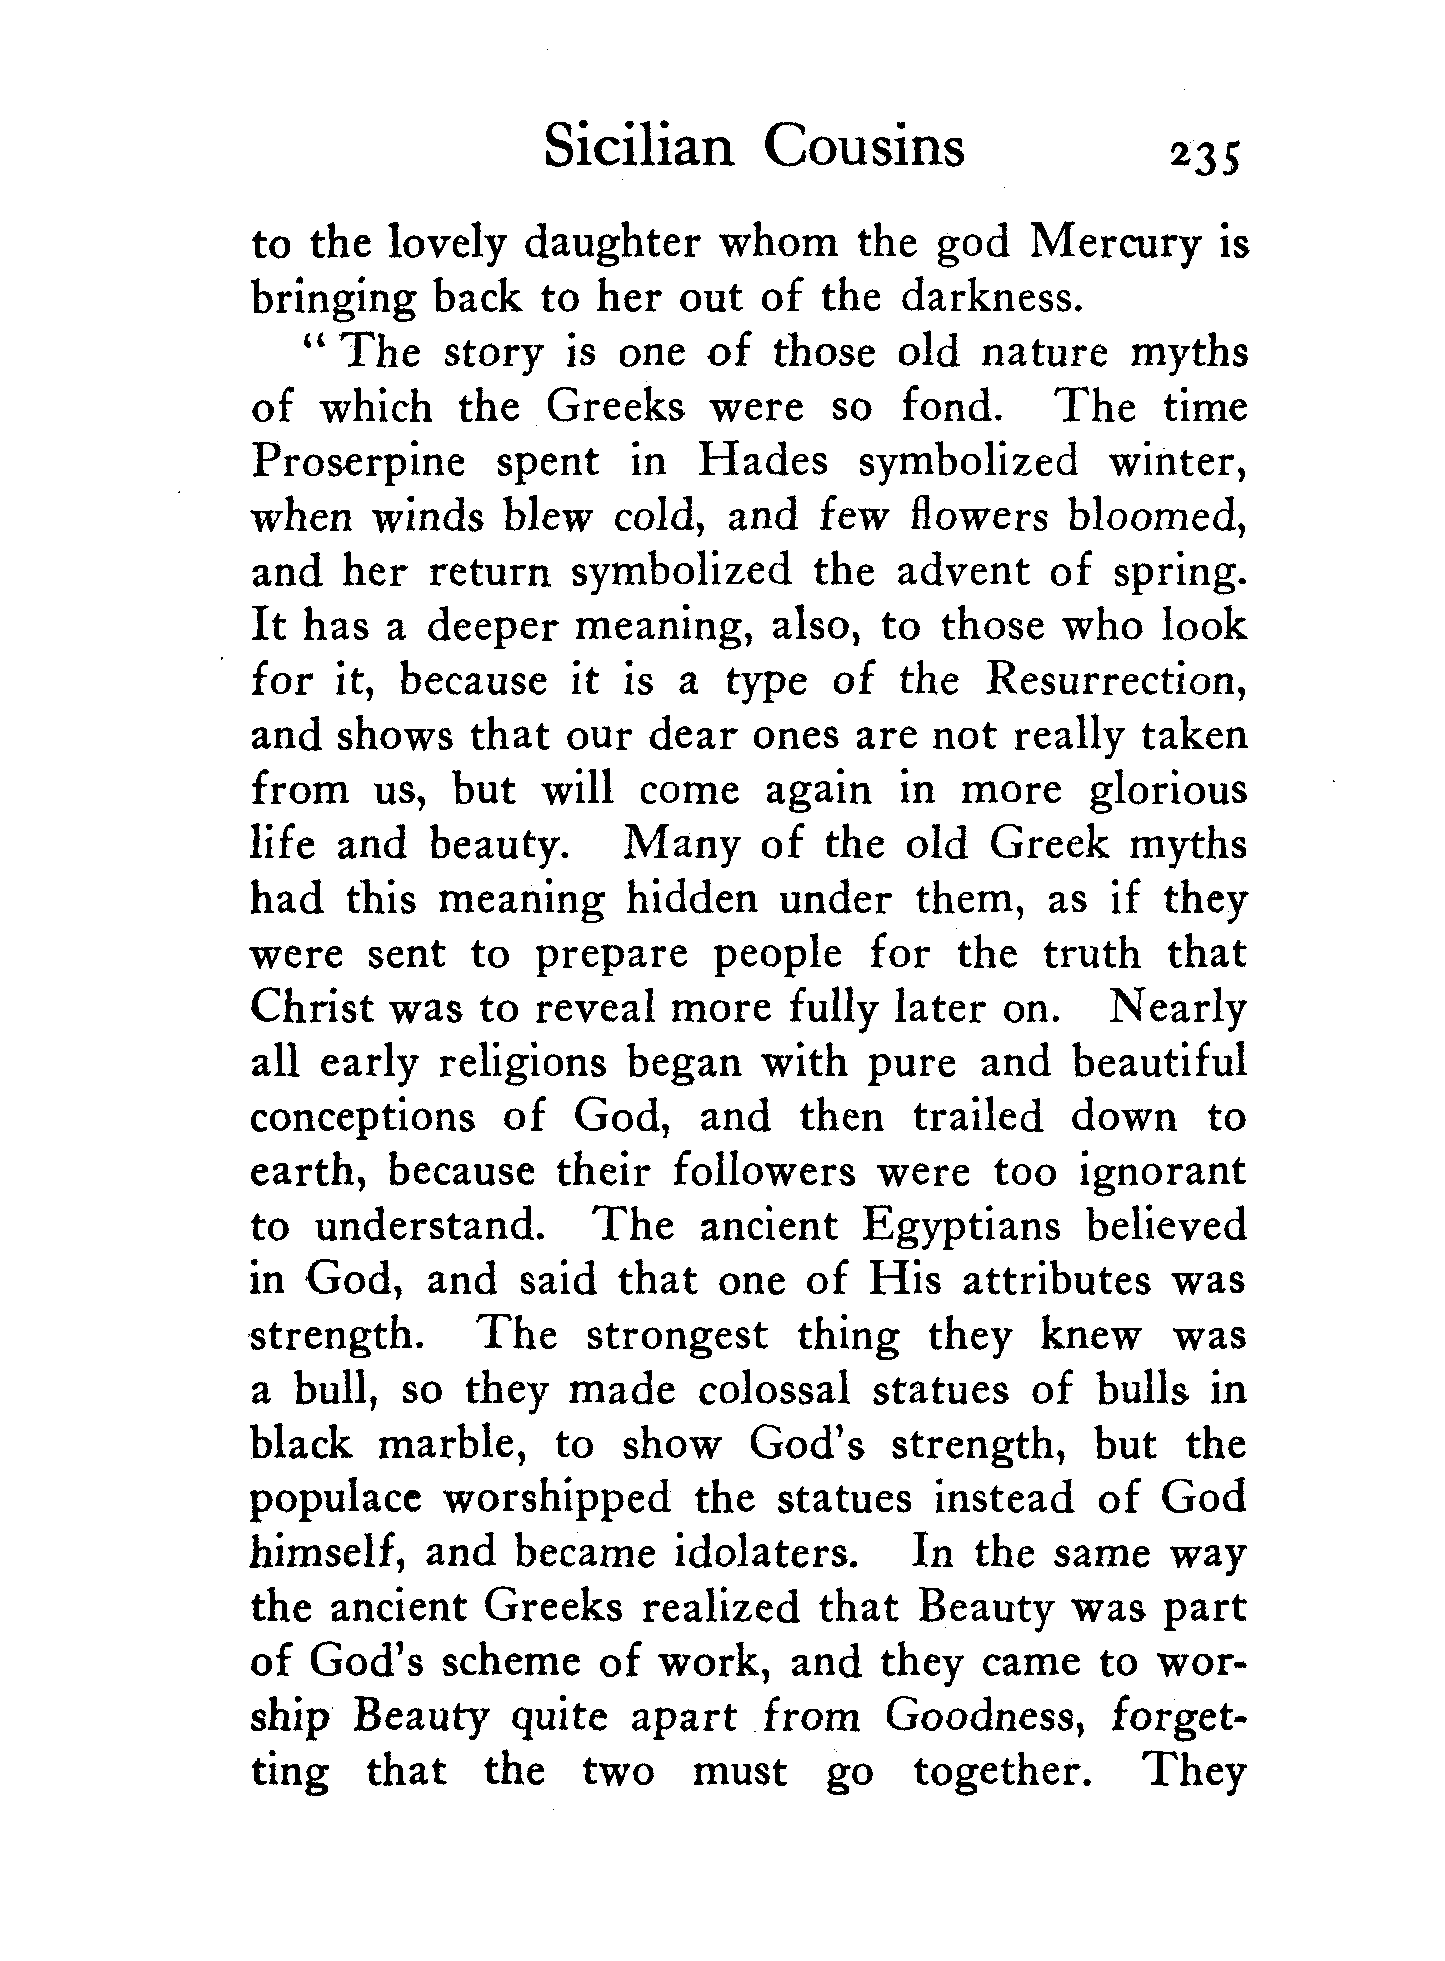 Sicilian Cousins 235
to the lovely daughter whom the god Mercury is
bringing back to her out of the darkness.
“ The story is one of those old nature myths
of which the Greeks were so fond. The time
Proserpine spent in Hades symbolized winter,
when winds blew cold, and few flowers bloomed,
and her return symbolized the advent of spring.
It has a deeper meaning, also, to those who look
for it, because it is a type of the Resurrection,
and shows that our dear ones are not really taken
from us, but will come again in more glorious
life and beauty. Many of the old Greek myths
had this meaning hidden under them, as if they
were sent to prepare people for the truth that
Christ was to reveal more fully later on. Nearly
all early religions began with pure and beautiful
conceptions of God, and then trailed down to
earth, because their followers were too ignorant
to understand. The ancient Egyptians believed
in God, and said that one of His attributes was
strength. The strongest thing they knew was
a bull, so they made colossal statues of bulls in
black marble, to show God's strength, but the
populace worshipped the statues instead of God
himself, and became idolaters. In the same way
the ancient Greeks realized that Beauty was part
of God's scheme of work, and they came to wor-
ship Beauty quite apart from Goodness, forget-
ting that the two must go together. They